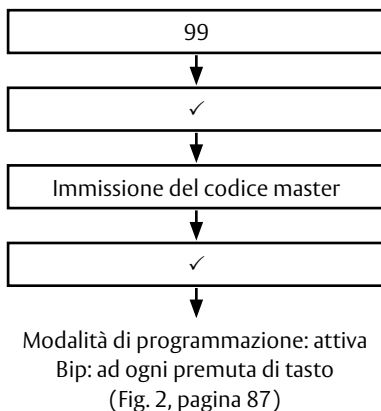 99
✓
Immissione del codice master
✓
Modalità di programmazione: attiva
Bip: ad ogni premuta di tasto
(Fig. 2, pagina 87)